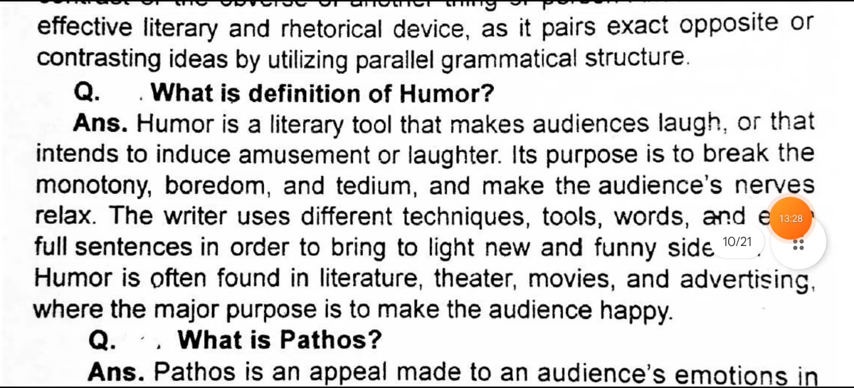 effective literary and rhetorical device, as it pairs exact opposite or
contrasting ideas by utilizing parallel grammatical structure.
Q. . What is definition of Humor?
Ans. Humor is a literary tool that makes audiences laugh, or that
intends to induce amusement or laughter. Its purpose is to break the
monotony, boredom, and tedium, and make the audience's nerves
relax. The writer uses different techniques, tools, words, and
13:28
full sentences in order to bring to light new and funny side
10/21
Humor is often found in literature, theater, movies, and advertising,
where the major purpose is to make the audience happy.
Q. . What is Pathos?
Ans. Pathos is an appeal made to an audience's emotions in